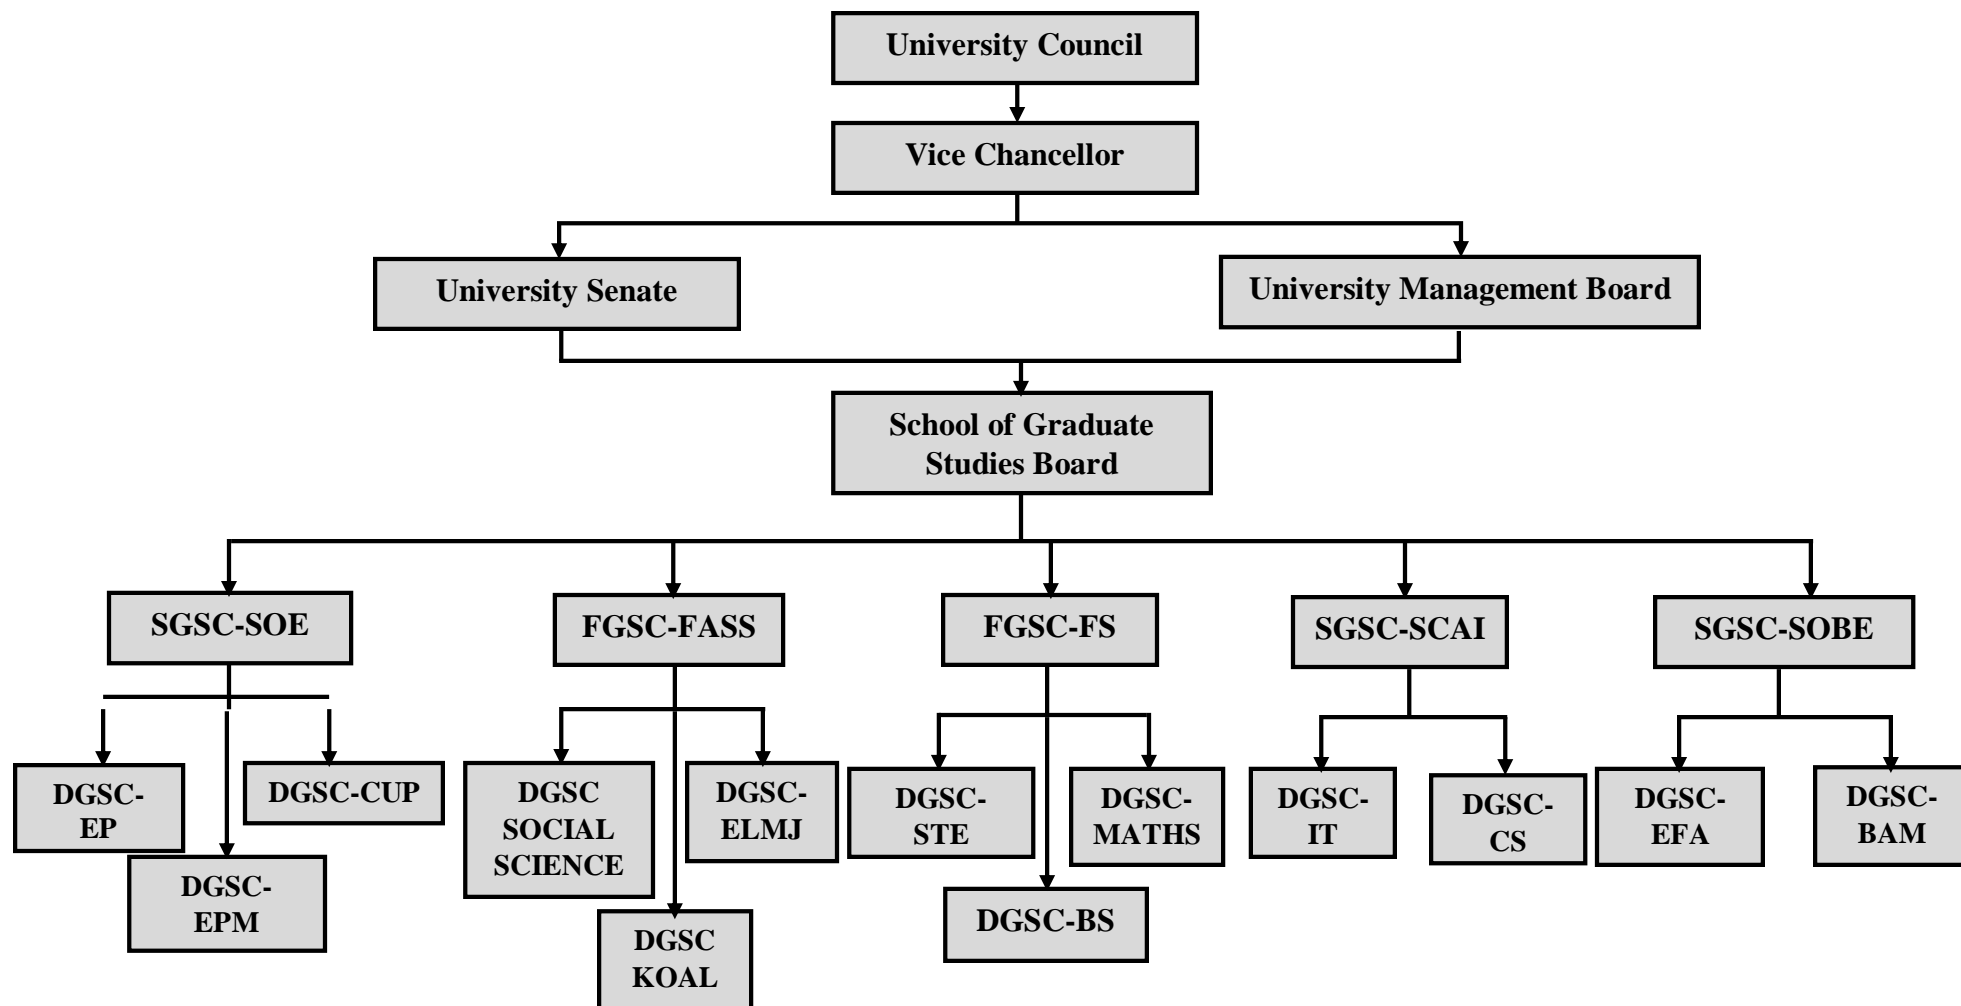 University Council
Vice Chancellor
University Senate
University Management Board
School of Graduate
Studies Board
SGSC-SOE
FGSC-FASS
FGSC-FS
SGSC-SCAI
SGSC-SOBE
DGSC-
EP
DGSC-EPM
DGSC-CUP
DGSC
SOCIAL
SCIENCE
DGSC
KOAL
DGSC-
ELMJ
DGSC-
STE
DGSC-BS
DGSC-
MATHS
DGSC-
IT
DGSC-
CS
DGSC-
EFA
DGSC-
BAM